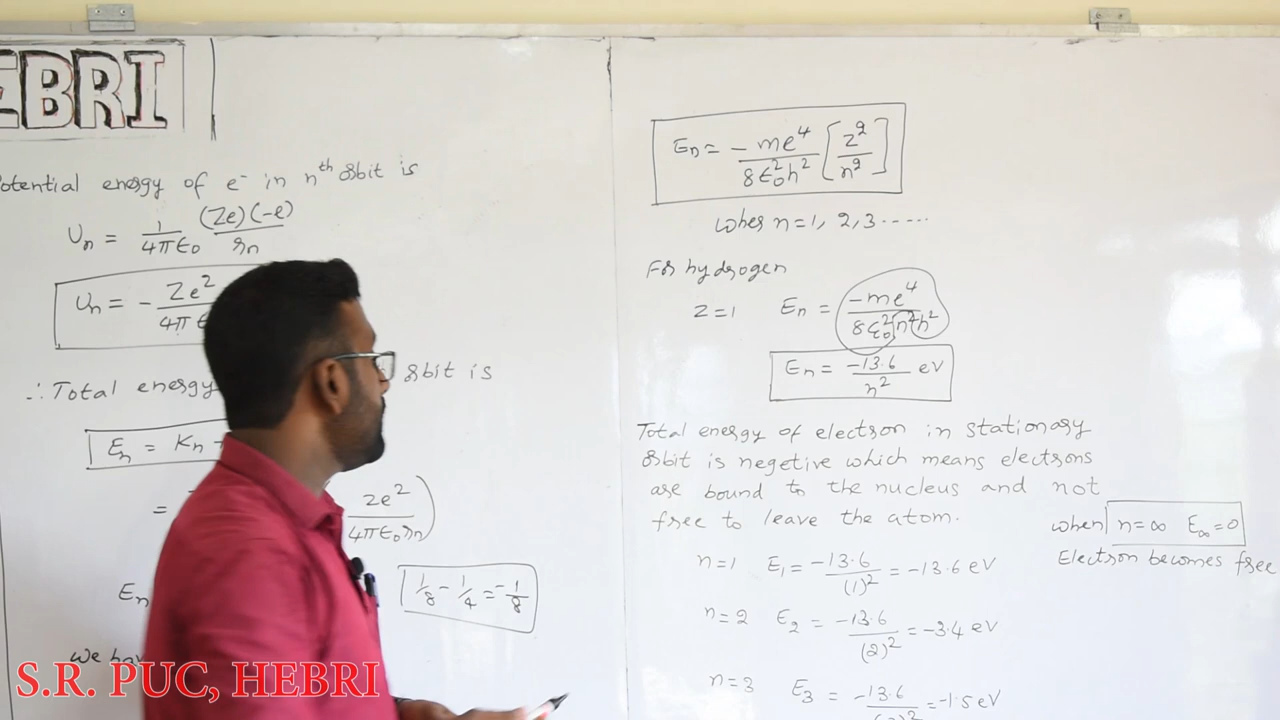 EBRI
Potential energy of e⁻ in nᵗʰ orbit is
Uₙ = 1/4πε₀ (Ze)(-e)/rₙ
Uₙ = - Ze²/4πε
∴ Total energy orbit is
Eₙ = Kₙ +
= Ze²/4πε₀rₙ)
Eₙ
1/8 - 1/4 = -1/8
we hav
S.R. PUC, HEBRI
Eₙ = - me⁴/8ε₀²h² [Z²/n²]
where n=1, 2, 3 ......
For hydrogen
Z=1 Eₙ = -me⁴/8ε₀²n²h²
Eₙ = -13.6/n² eV
Total energy of electron in stationary
orbit is negetive which means electrons
are bound to the nucleus and not
free to leave the atom.
when n=∞ E∞=0
Electron becomes free
n=1 E₁ = -13.6/(1)² = -13.6 eV
n=2 E₂ = -13.6/(2)² = -3.4 eV
n=3 E₃ = -13.6 = -1.5 eV